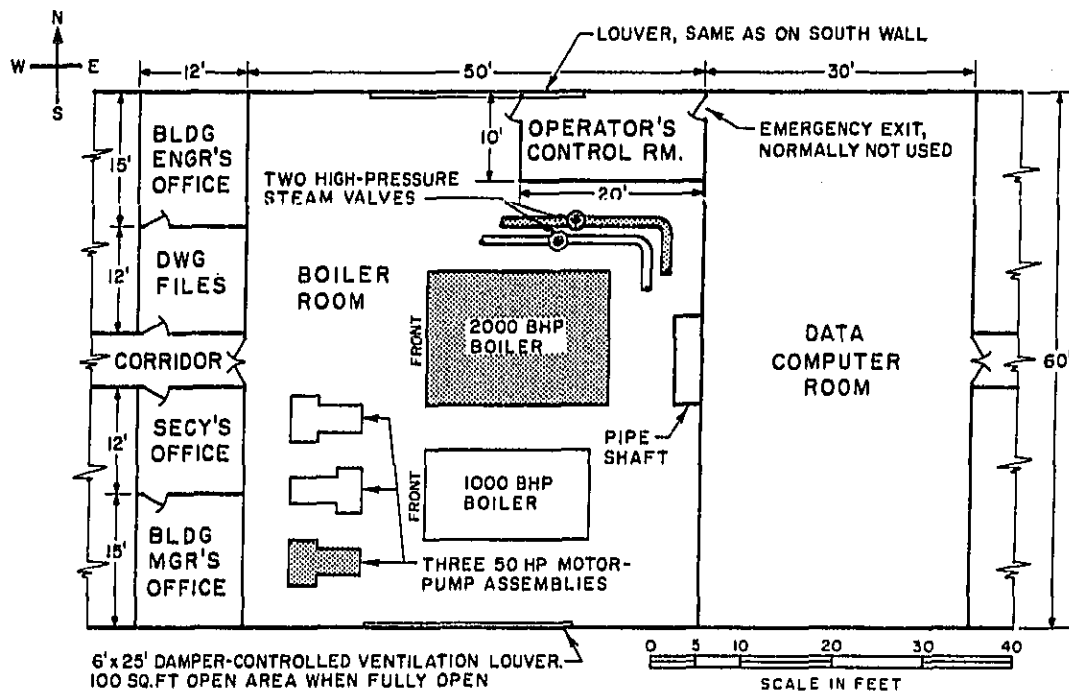 N
W E
S
LOUVER, SAME AS ON SOUTH WALL
12'
50'
30'
15'
BLDG
ENGR'S
OFFICE
10'
OPERATOR'S
CONTROL RM.
EMERGENCY EXIT,
NORMALLY NOT USED
TWO HIGH-PRESSURE
STEAM VALVES
20'
12'
DWG
FILES
BOILER
ROOM
FRONT
2000 BHP
BOILER
DATA
COMPUTER
ROOM
60'
CORRIDOR
PIPE
SHAFT
12'
SECY'S
OFFICE
FRONT
1000 BHP
BOILER
15'
BLDG
MGR'S
OFFICE
THREE 50 HP MOTOR-
PUMP ASSEMBLIES
6'x 25' DAMPER-CONTROLLED VENTILATION LOUVER.
100 SQ.FT OPEN AREA WHEN FULLY OPEN
0 5 10 20 30 40
SCALE IN FEET